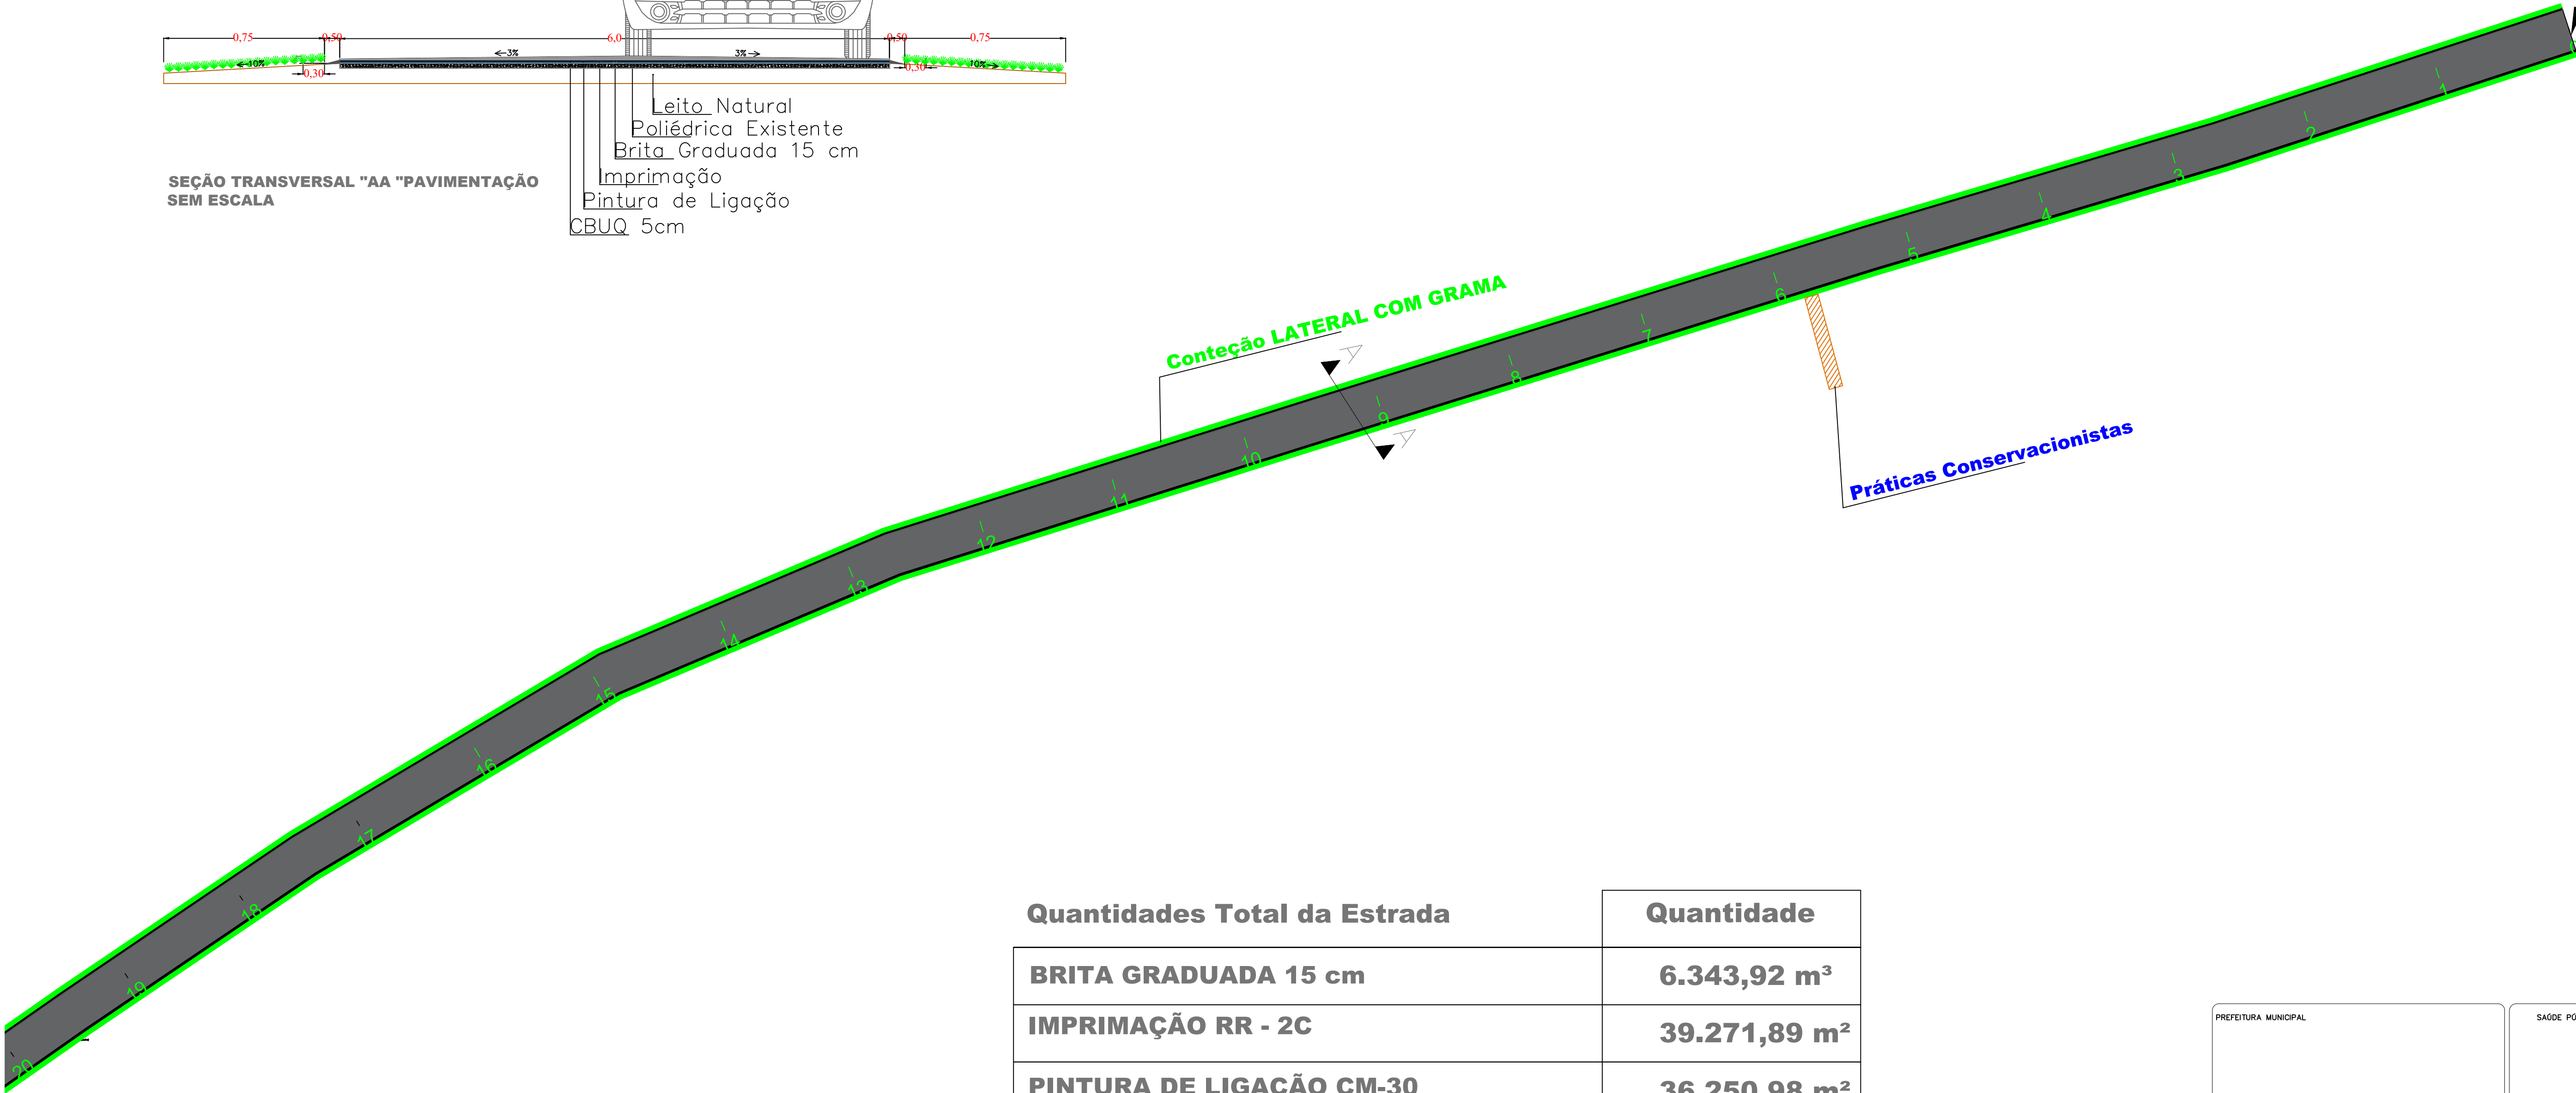 0,75
0,50
6,0
0,50
0,75
←10%
0,30
←3%
3%→
0,30
10%→
Leito Natural
Poliédrica Existente
Brita Graduada 15 cm
Imprimação
Pintura de Ligação
CBUQ 5cm
SEÇÃO TRANSVERSAL "AA "PAVIMENTAÇÃO
SEM ESCALA
1
2
3
4
5
6
7
8
9
10
11
12
13
14
15
16
17
18
19
20
Conteção LATERAL COM GRAMA
A
A
Práticas Conservacionistas
Quantidades Total da Estrada
Quantidade
BRITA GRADUADA 15 cm
6.343,92 m³
IMPRIMAÇÃO RR - 2C
39.271,89 m²
PINTURA DE LIGAÇÃO CM-30
36.250,98 m²
PREFEITURA MUNICIPAL
SAÚDE